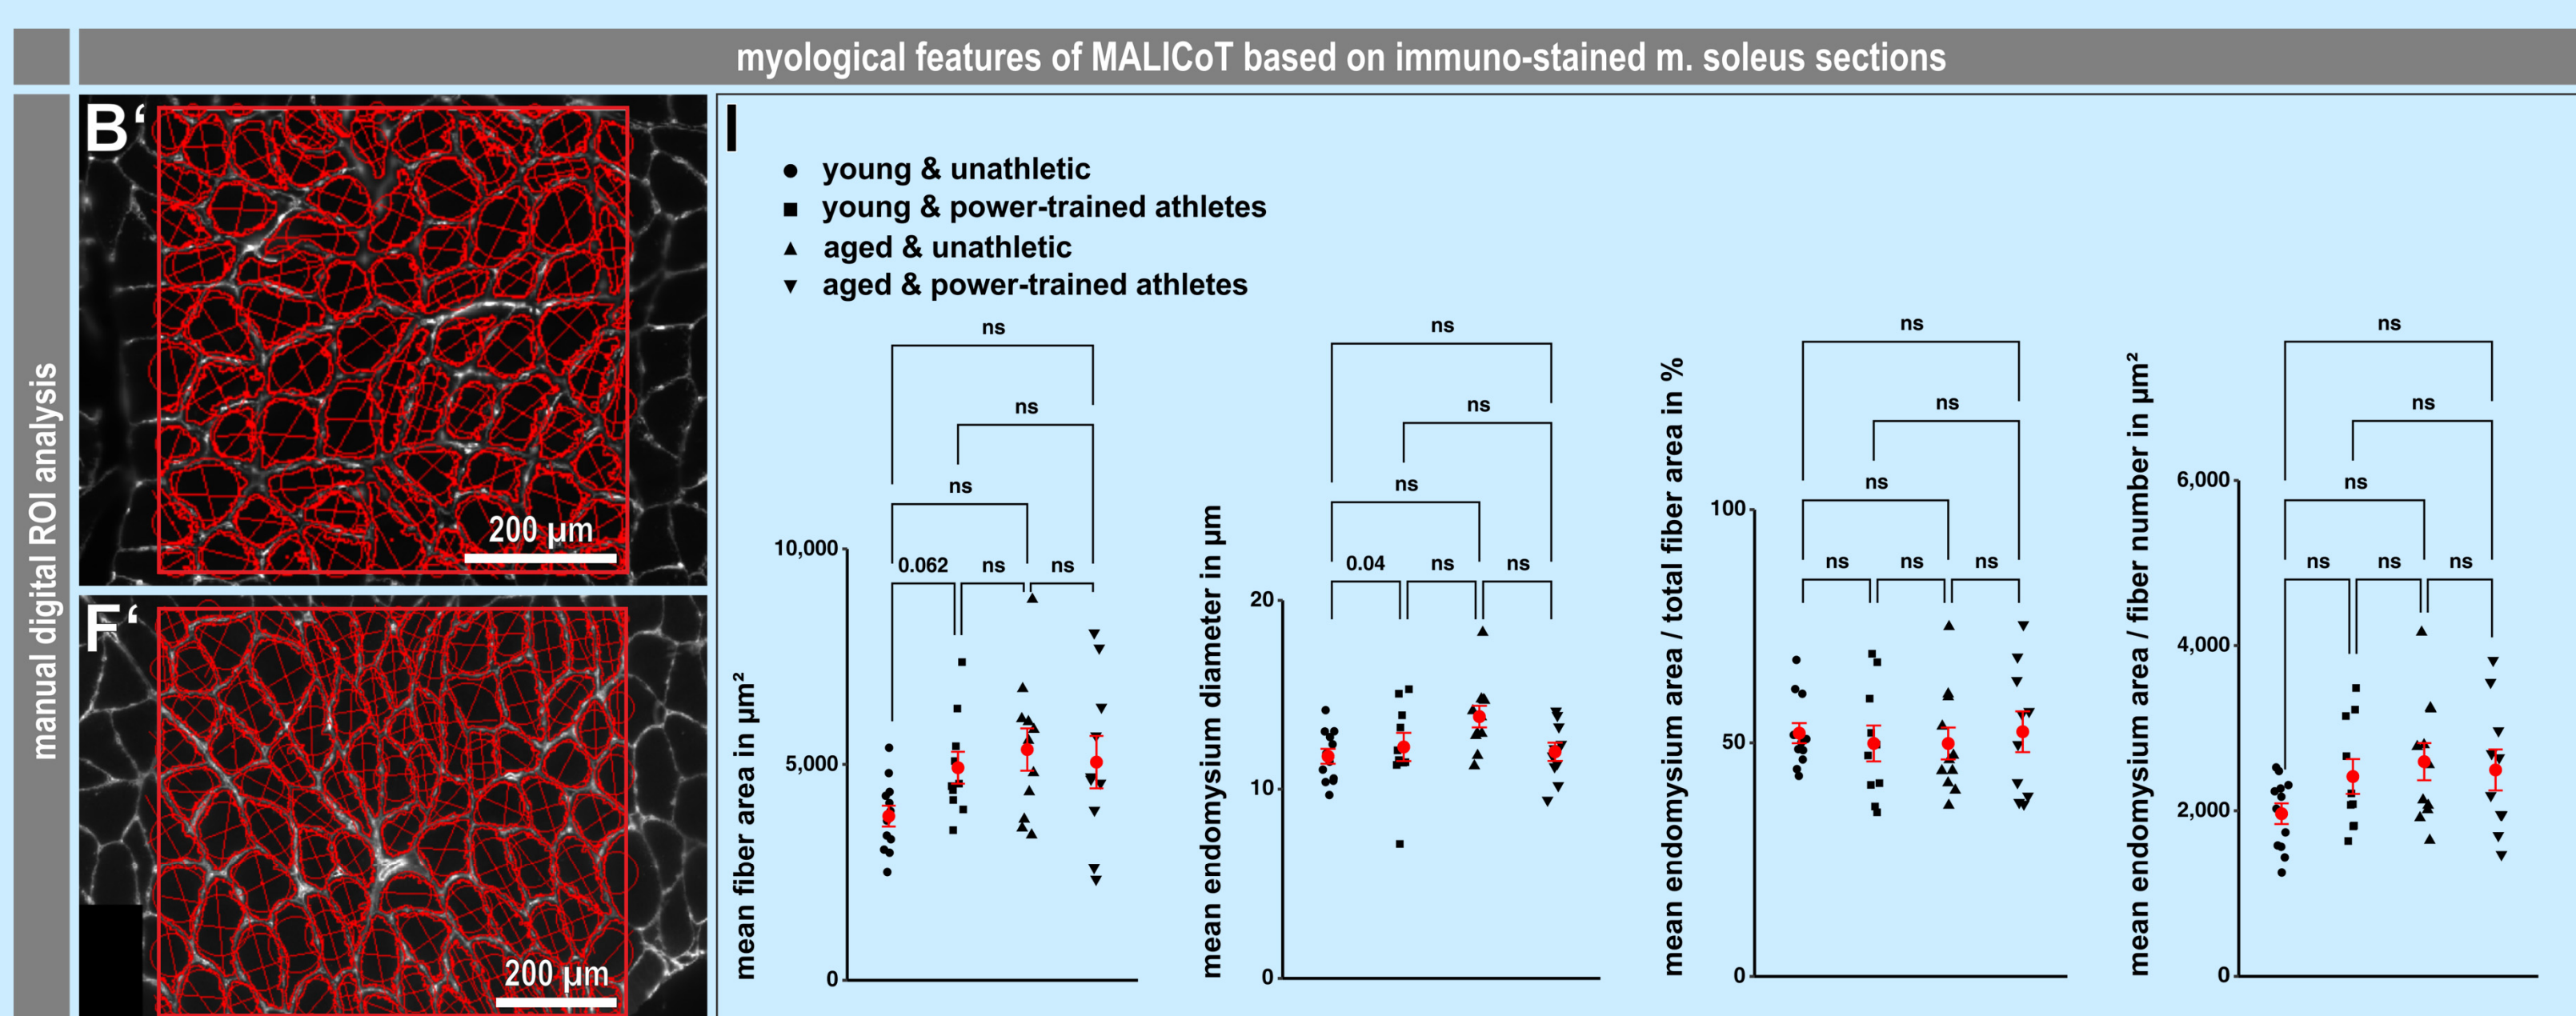 myological features of MALICoT based on immuno-stained m. soleus sections
manual digital ROI analysis
B‘
200 µm
F‘
200 µm
I
● young & unathletic
■ young & power-trained athletes
▲ aged & unathletic
▼ aged & power-trained athletes
mean fiber area in µm²
10,000
5,000
0
ns
ns
ns
0.062 ns ns
mean endomysium diameter in µm
20
10
0
ns
ns
ns
0.04 ns ns
mean endomysium area / total fiber area in %
100
50
0
ns
ns
ns
ns ns ns
mean endomysium area / fiber number in µm²
6,000
4,000
2,000
0
ns
ns
ns
ns ns ns